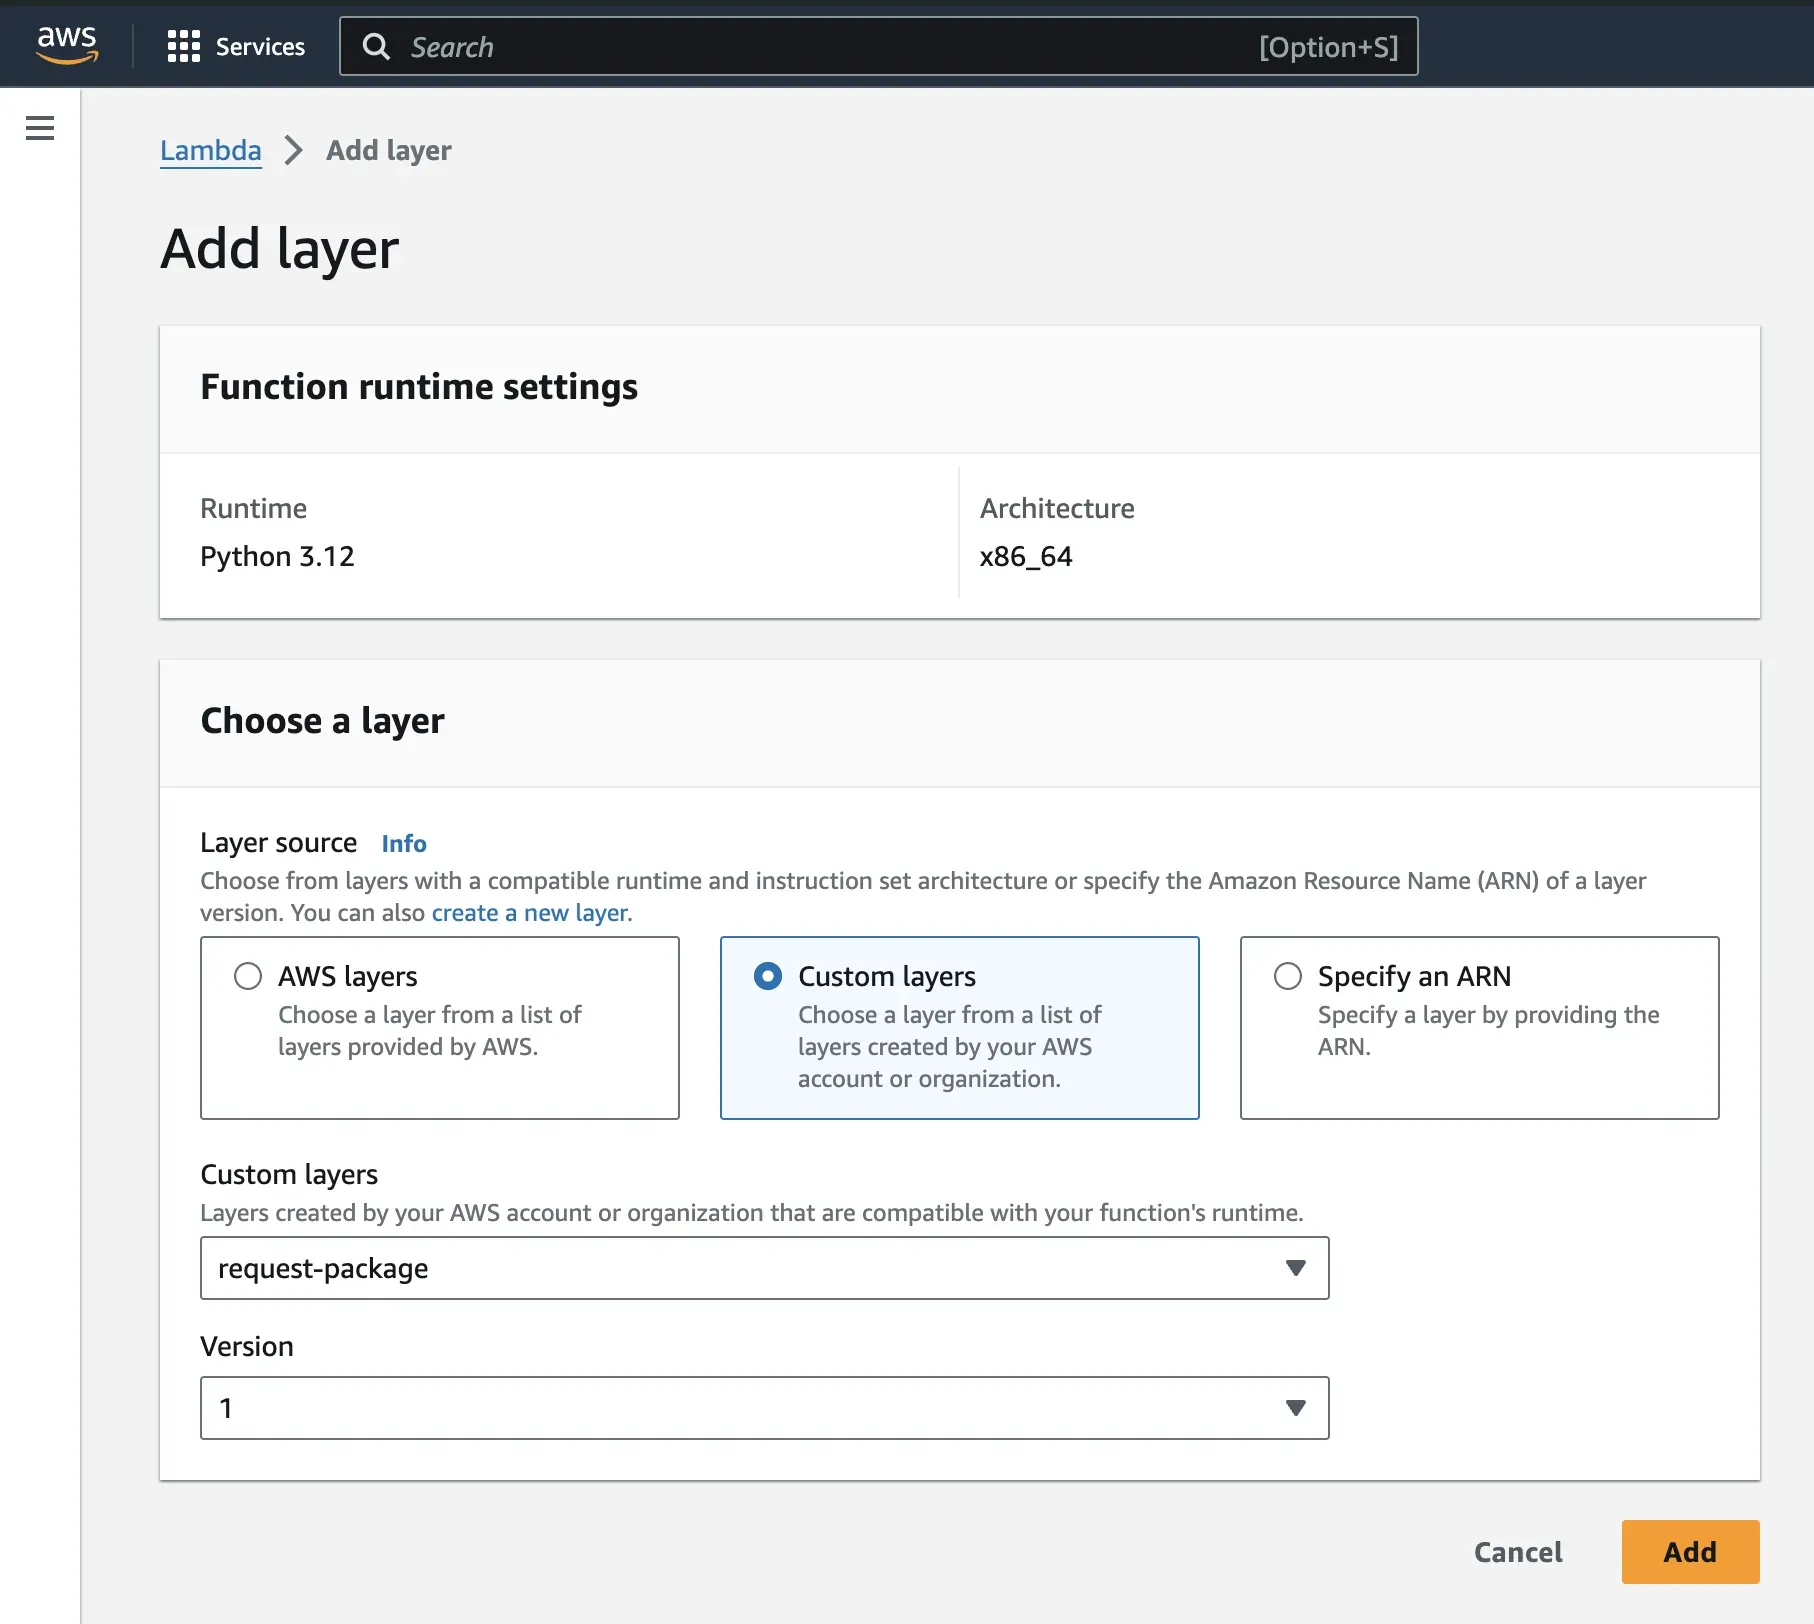 aws
Services
Search
[Option+S]
Lambda
Add layer
Add layer
Function runtime settings
Runtime
Python 3.12
Architecture
x86_64
Choose a layer
Layer source Info
Choose from layers with a compatible runtime and instruction set architecture or specify the Amazon Resource Name (ARN) of a layer
version. You can also create a new layer.
AWS layers
Choose a layer from a list of
layers provided by AWS.
Custom layers
Choose a layer from a list of
layers created by your AWS
account or organization.
Specify an ARN
Specify a layer by providing the
ARN.
Custom layers
Layers created by your AWS account or organization that are compatible with your function's runtime.
request-package
Version
1
Cancel
Add